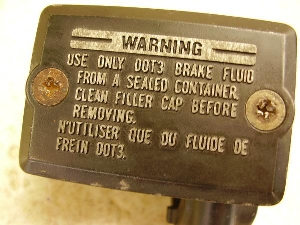 WARNING
USE ONLY DOT3 BRAKE FLUID
FROM A SEALED CONTAINER.
CLEAN FILLER CAP BEFORE
REMOVING.
N'UTILISER QUE DU FLUIDE DE
FREIN DOT3.